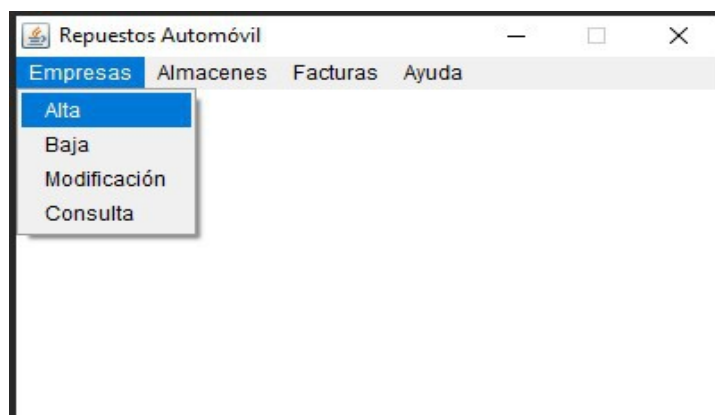 Repuestos Automóvil
Empresas Almacenes Facturas Ayuda
Alta
Baja
Modificación
Consulta